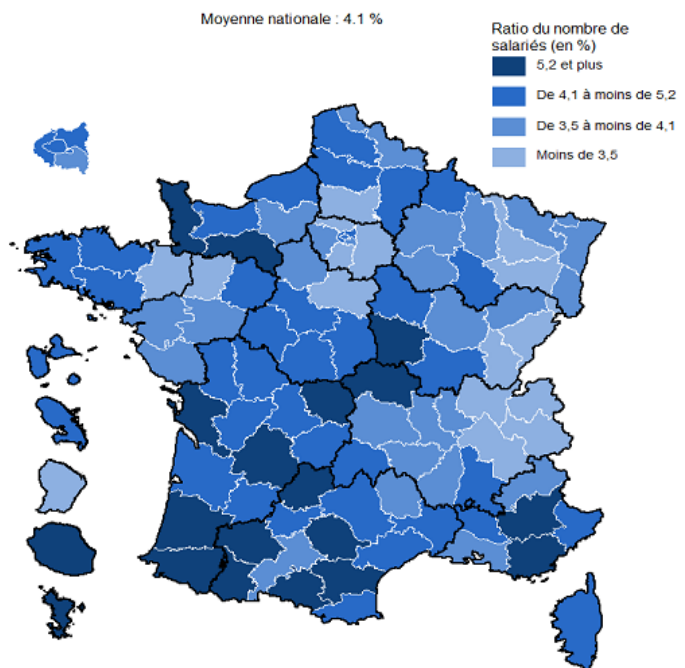 Moyenne nationale : 4.1 %
Ratio du nombre de
salariés (en %)
5,2 et plus
De 4,1 à moins de 5,2
De 3,5 à moins de 4,1
Moins de 3,5